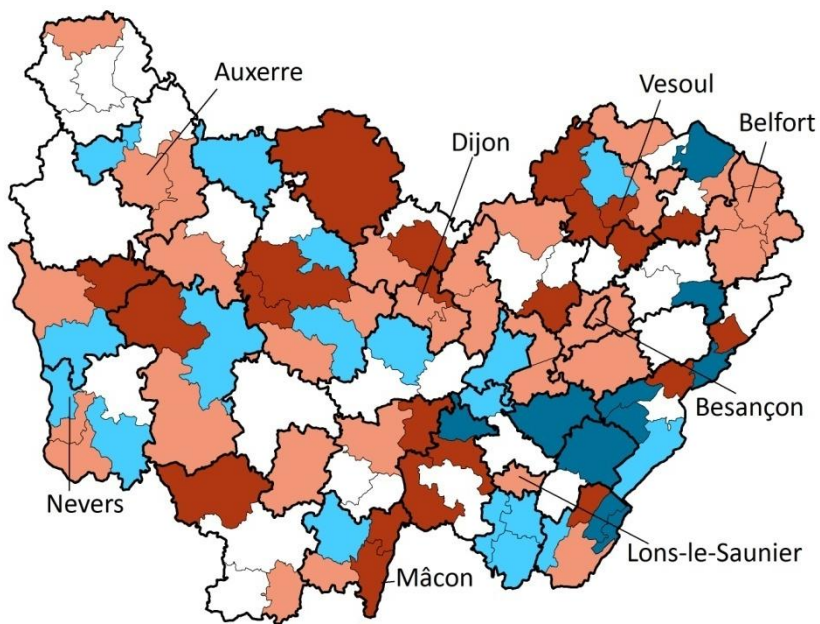 Auxerre
Vesoul
Belfort
Dijon
Besançon
Nevers
Lons-le-Saunier
Mâcon